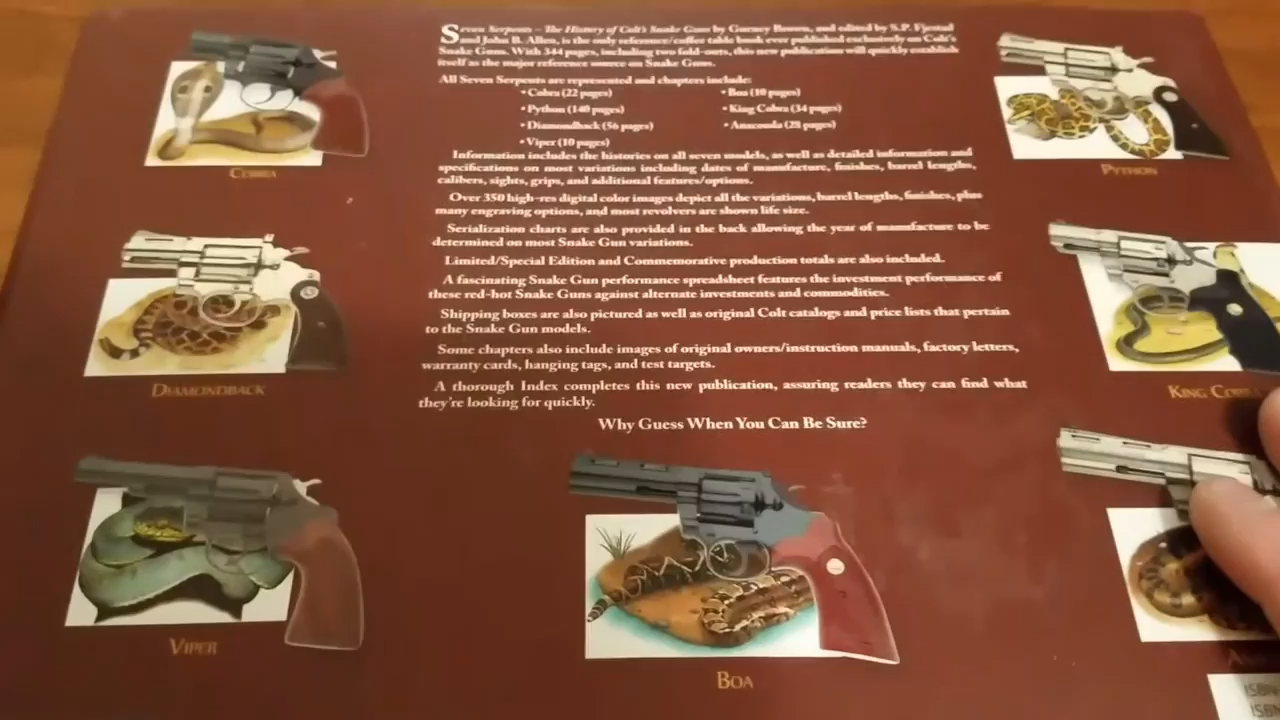 Seven Serpents – The History of Colt's Snake Guns by Gurney Brown, and edited by S.P. Fjestad
and John B. Allen, is the only reference/coffee table book ever published exclusively on Colt's
Snake Guns. With 344 pages, including two fold-outs, this new publication will quickly establish
itself as the major reference source on Snake Guns.
All Seven Serpents are represented and chapters include:
• Cobra (22 pages)
• Boa (10 pages)
• Python (140 pages)
• King Cobra (34 pages)
• Diamondback (56 pages)
• Anaconda (28 pages)
• Viper (10 pages)
Information includes the histories on all seven models, as well as detailed information and
specifications on most variations including dates of manufacture, finishes, barrel lengths,
calibers, sights, grips, and additional features/options.
Over 350 high-res digital color images depict all the variations, barrel lengths, finishes, plus
many engraving options, and most revolvers are shown life size.
Serialization charts are also provided in the back allowing the year of manufacture to be
determined on most Snake Gun variations.
Limited/Special Edition and Commemorative production totals are also included.
A fascinating Snake Gun performance spreadsheet features the investment performance of
these red-hot Snake Guns against alternate investments and commodities.
Shipping boxes are also pictured as well as original Colt catalogs and price lists that pertain
to the Snake Gun models.
Some chapters also include images of original owners/instruction manuals, factory letters,
warranty cards, hanging tags, and test targets.
A thorough Index completes this new publication, assuring readers they can find what
they're looking for quickly.
Why Guess When You Can Be Sure?
COBRA
PYTHON
DIAMONDBACK
KING
VIPER
BOA
ISBN
ISBN